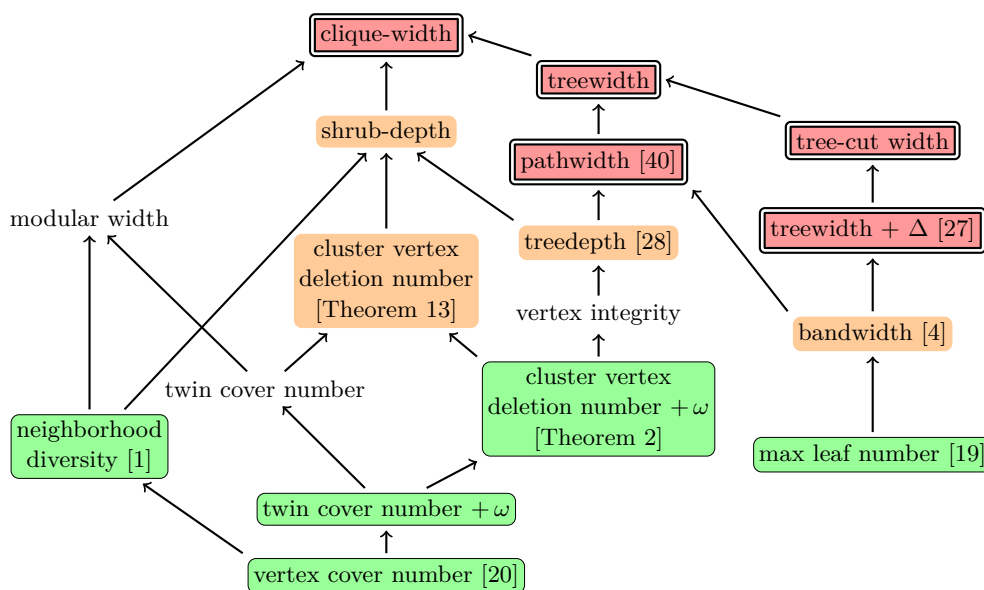 clique-width
treewidth
shrub-depth
tree-cut width
pathwidth [40]
modular width
treewidth + Δ [27]
cluster vertex
deletion number
[Theorem 13]
treedepth [28]
vertex integrity
bandwidth [4]
twin cover number
cluster vertex
deletion number + ω
[Theorem 2]
neighborhood
diversity [1]
max leaf number [19]
twin cover number + ω
vertex cover number [20]